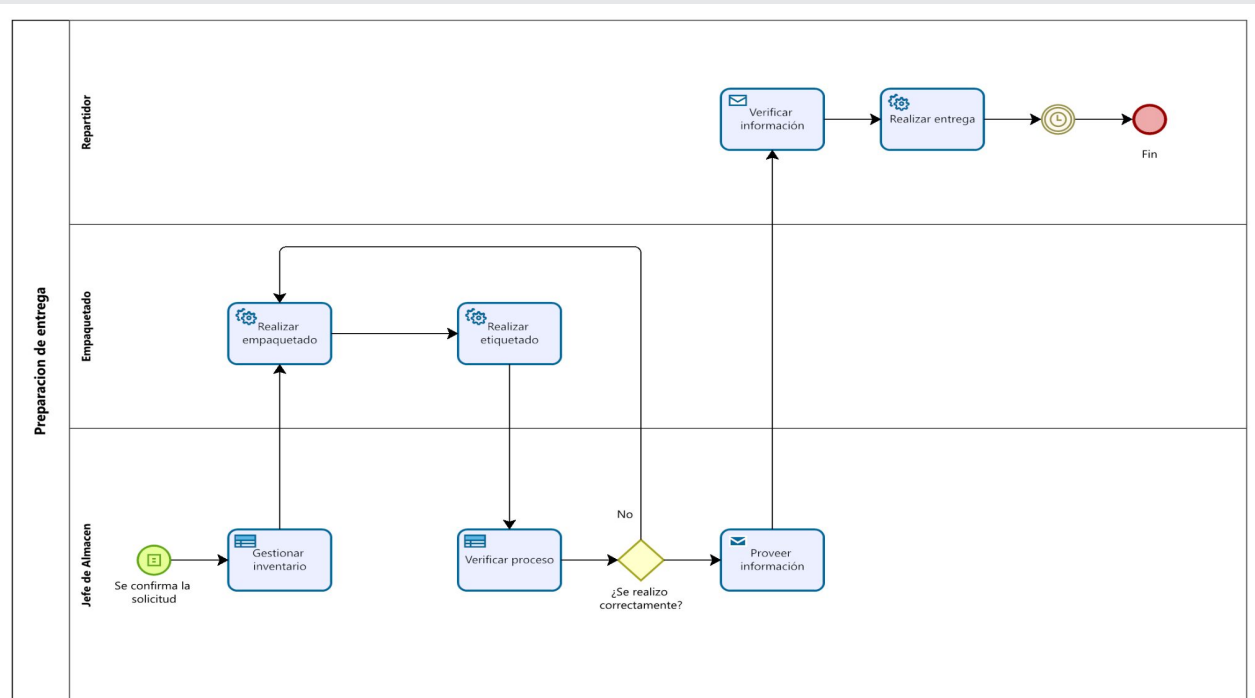 Preparacion de entrega
Repartidor
Verificar
información
Realizar entrega
Fin
Empaquetado
Realizar
empaquetado
Realizar
etiquetado
Jefe de Almacen
Se confirma la
solicitud
Gestionar
inventario
Verificar proceso
No
¿Se realizo
correctamente?
Proveer
información